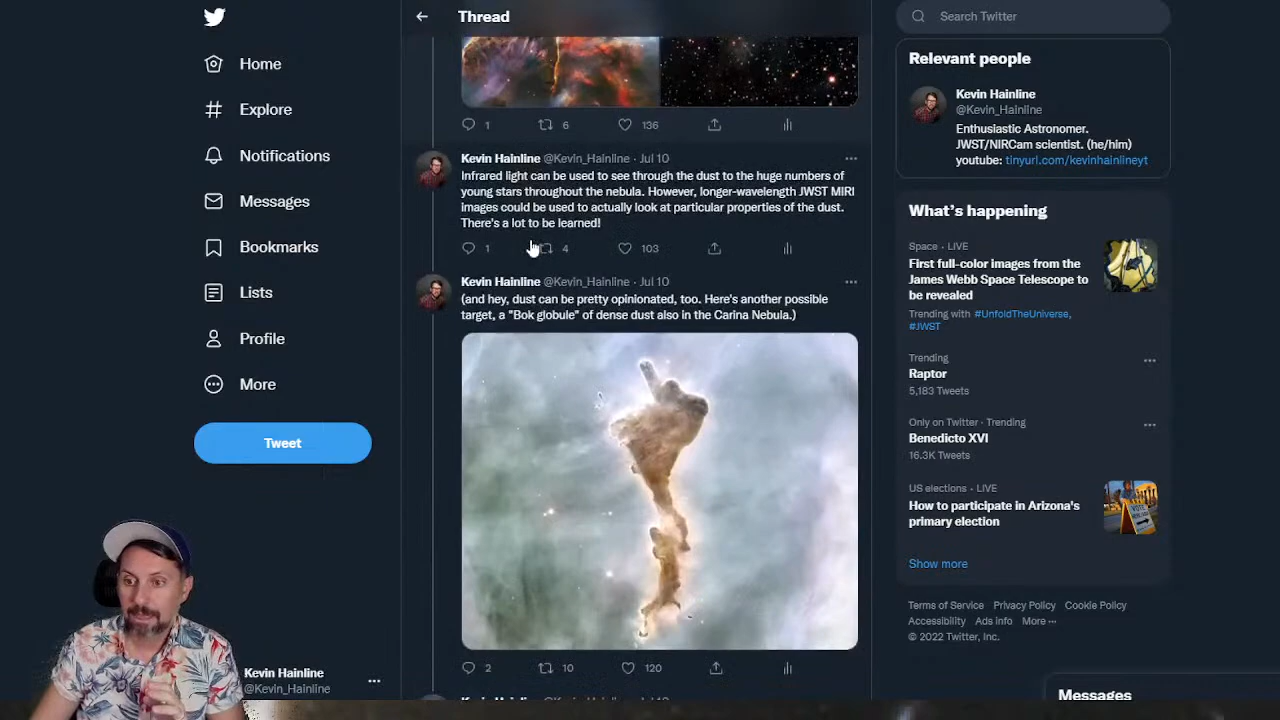 Home
Explore
Notifications
Messages
Bookmarks
Lists
Profile
More
Tweet
Kevin Hainline
@Kevin_Hainline
Thread
1 6 136
Kevin Hainline @Kevin_Hainline · Jul 10
Infrared light can be used to see through the dust to the huge numbers of
young stars throughout the nebula. However, longer-wavelength JWST MIRI
images could be used to actually look at particular properties of the dust.
There's a lot to be learned!
1 4 103
Kevin Hainline @Kevin_Hainline · Jul 10
(and hey, dust can be pretty opinionated, too. Here's another possible
target, a "Bok globule" of dense dust also in the Carina Nebula.)
2 10 120
Search Twitter
Relevant people
Kevin Hainline
@Kevin_Hainline
Enthusiastic Astronomer.
JWST/NIRCam scientist. (he/him)
youtube: tinyurl.com/kevinhainlineyt
What's happening
Space · LIVE
First full-color images from the
James Webb Space Telescope to
be revealed
Trending with #UnfoldTheUniverse,
#JWST
Trending
Raptor
5,183 Tweets
Only on Twitter · Trending
Benedicto XVI
16.3K Tweets
US elections · LIVE
How to participate in Arizona's
primary election
Show more
Terms of Service Privacy Policy Cookie Policy
Accessibility Ads info More ···
© 2022 Twitter, Inc.
Messages